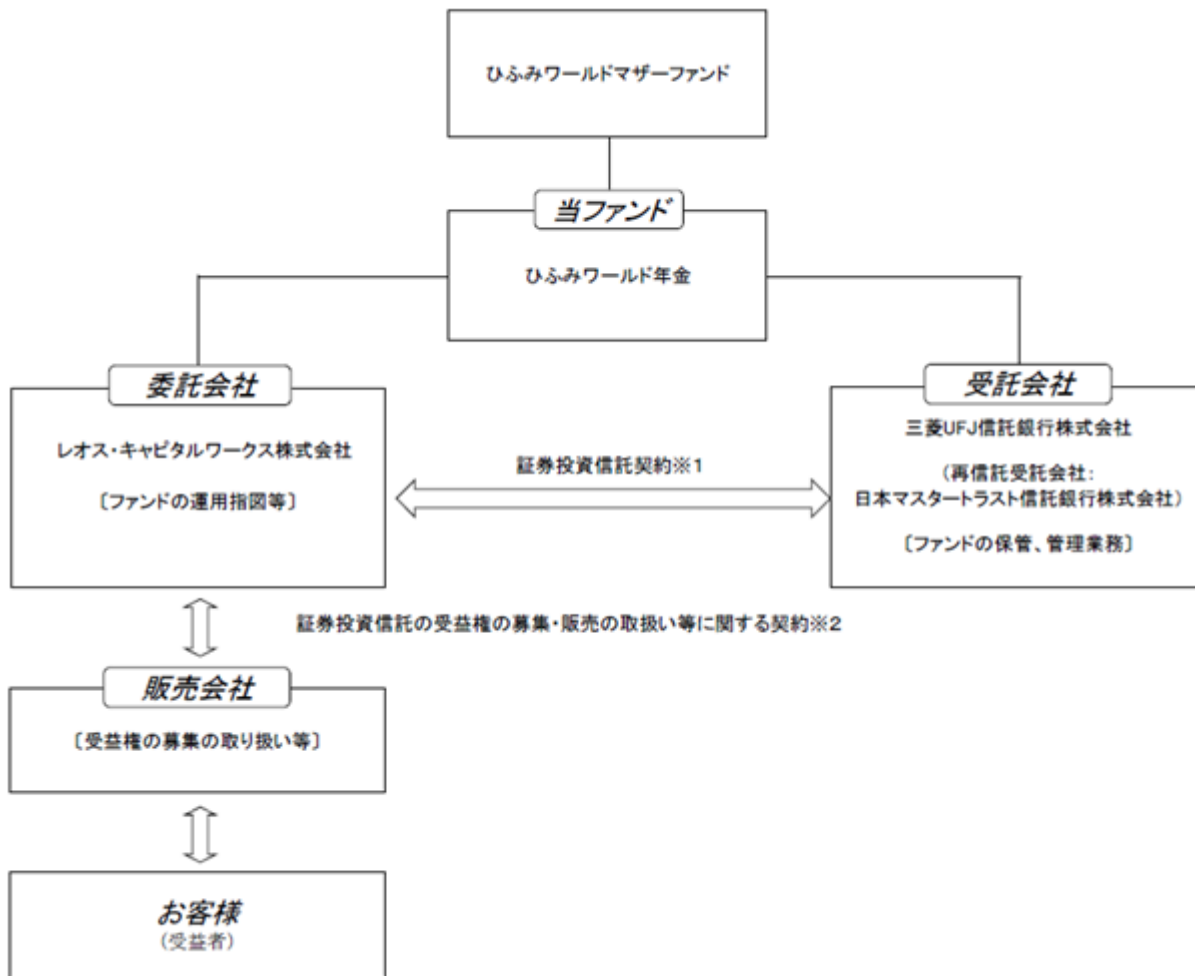 ひふみワールドマザーファンド
当ファンド
ひふみワールド年金
委託会社
レオス・キャピタルワークス株式会社
〔ファンドの運用指図等〕
証券投資信託契約※1
受託会社
三菱UFJ信託銀行株式会社
(再信託受託会社:
日本マスタートラスト信託銀行株式会社)
〔ファンドの保管、管理業務〕
証券投資信託の受益権の募集・販売の取扱い等に関する契約※2
販売会社
〔受益権の募集の取り扱い等〕
お客様
(受益者)